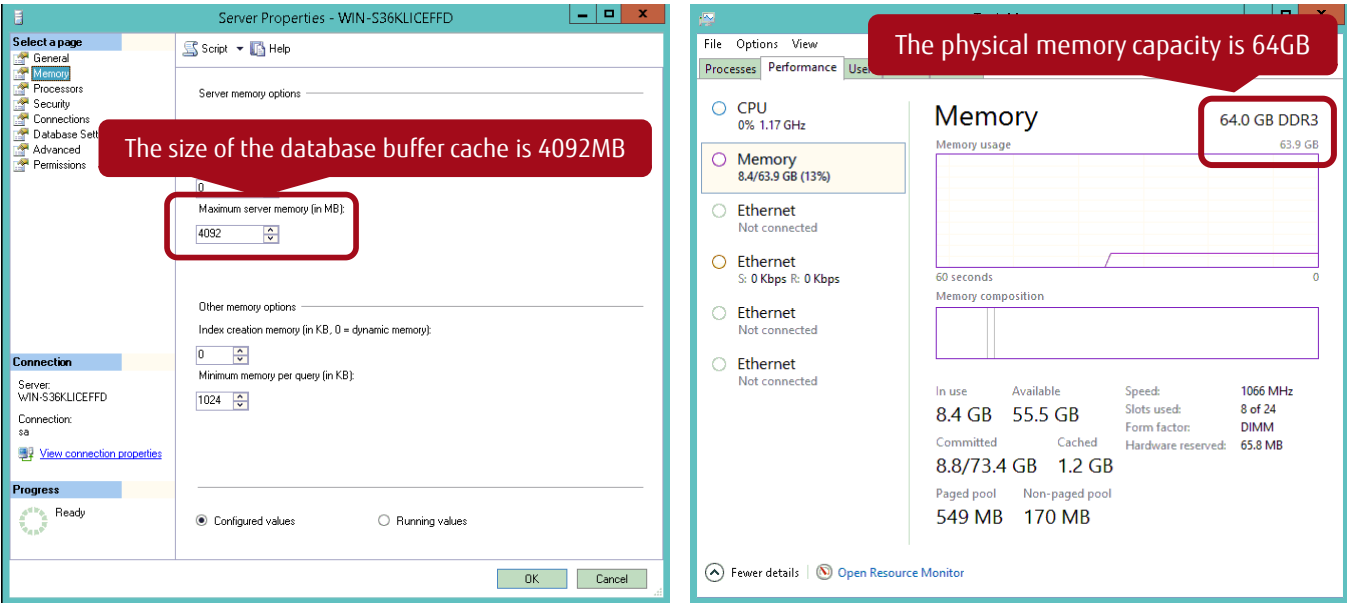 Server Properties - WIN-S36KLICEFFD
Select a page
General
Memory
Processors
Security
Connections
Database Sett
Advanced
Permissions
Script
Help
Server memory options
The size of the database buffer cache is 4092MB
0
Maximum server memory (in MB):
4092
Other memory options
Index creation memory (in KB, 0 = dynamic memory):
0
Minimum memory per query (in KB):
1024
Connection
Server:
WIN-S36KLICEFFD
Connection:
sa
View connection properties
Progress
Ready
Configured values
Running values
OK
Cancel
The physical memory capacity is 64GB
File Options View
Processes Performance User
CPU
0% 1.17 GHz
Memory
8.4/63.9 GB (13%)
Ethernet
Not connected
Ethernet
S: 0 Kbps R: 0 Kbps
Ethernet
Not connected
Ethernet
Not connected
Memory
64.0 GB DDR3
Memory usage
63.9 GB
60 seconds
0
Memory composition
In use
8.4 GB
Available
55.5 GB
Committed
8.8/73.4 GB
Cached
1.2 GB
Paged pool
549 MB
Non-paged pool
170 MB
Speed: 1066 MHz
Slots used: 8 of 24
Form factor: DIMM
Hardware reserved: 65.8 MB
Fewer details
Open Resource Monitor